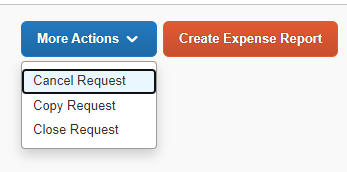 More Actions
Create Expense Report
Cancel Request
Copy Request
Close Request